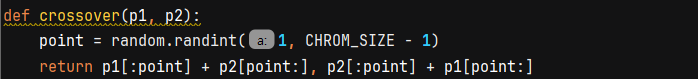 def crossover(p1, p2):
    point = random.randint(a: 1, CHROM_SIZE - 1)
    return p1[:point] + p2[point:], p2[:point] + p1[point:]